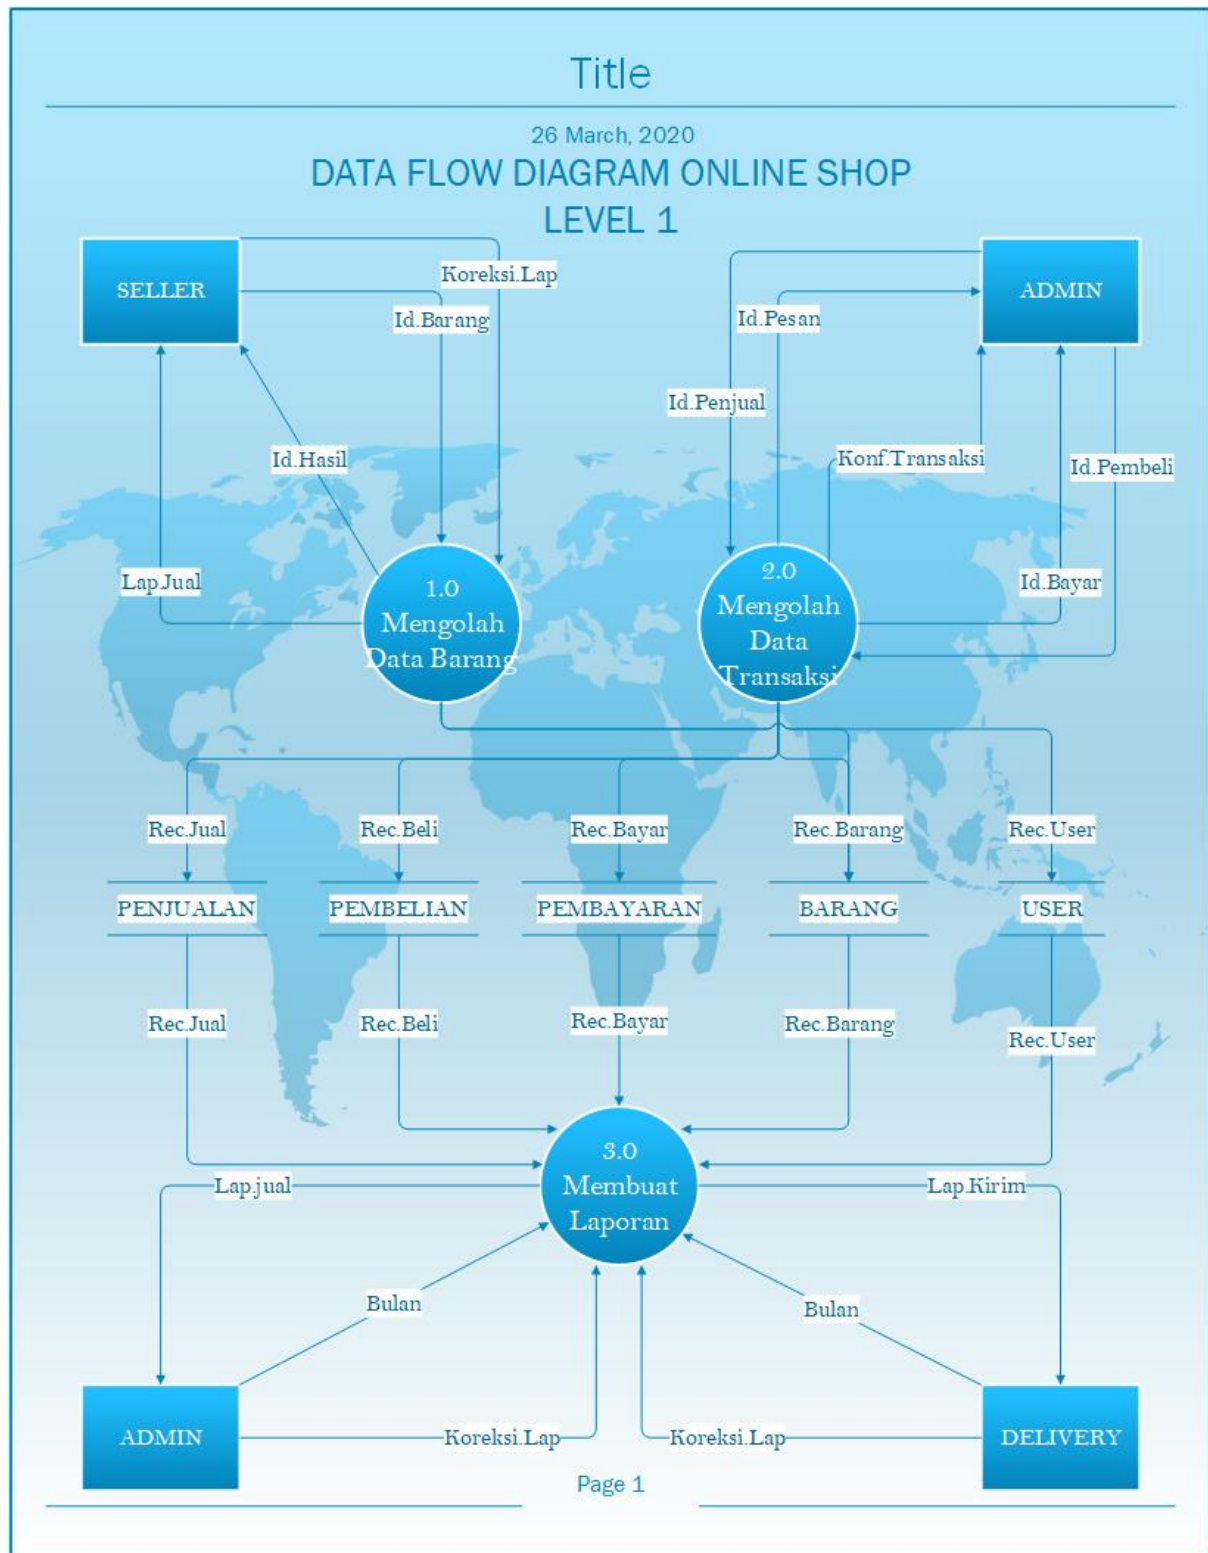 Title
26 March, 2020
DATA FLOW DIAGRAM ONLINE SHOP
LEVEL 1
SELLER
Koreksi.Lap
Id.Barang
Id.Pesan
ADMIN
Id.Penjual
Id.Hasil
Konf.Transaksi
Id.Pembeli
Lap.Jual
1.0
Mengolah
Data Barang
2.0
Mengolah
Data
Transaksi
Id.Bayar
Rec.Jual
Rec.Beli
Rec.Bayar
Rec.Barang
Rec.User
PENJUALAN
PEMBELIAN
PEMBAYARAN
BARANG
USER
Rec.Jual
Rec.Beli
Rec.Bayar
Rec.Barang
Rec.User
3.0
Membuat
Laporan
Lap.jual
Lap.Kirim
Bulan
Bulan
ADMIN
Koreksi.Lap
Koreksi.Lap
DELIVERY
Page 1